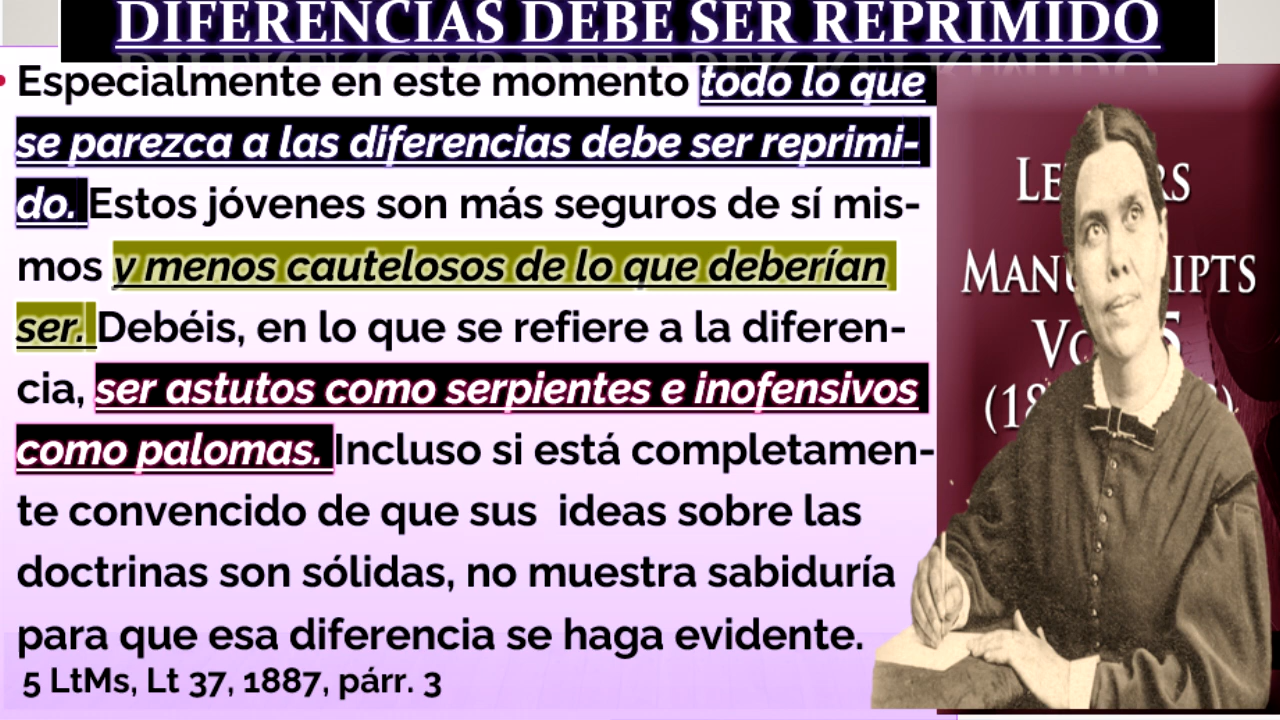 DIFERENCIAS DEBE SER REPRIMIDO
• Especialmente en este momento todo lo que
se parezca a las diferencias debe ser reprimi-
do. Estos jóvenes son más seguros de sí mis-
mos y menos cautelosos de lo que deberían
ser. Debéis, en lo que se refiere a la diferen-
cia, ser astutos como serpientes e inofensivos
como palomas. Incluso si está completamen-
te convencido de que sus ideas sobre las
doctrinas son sólidas, no muestra sabiduría
para que esa diferencia se haga evidente.
5 LtMs, Lt 37, 1887, párr. 3